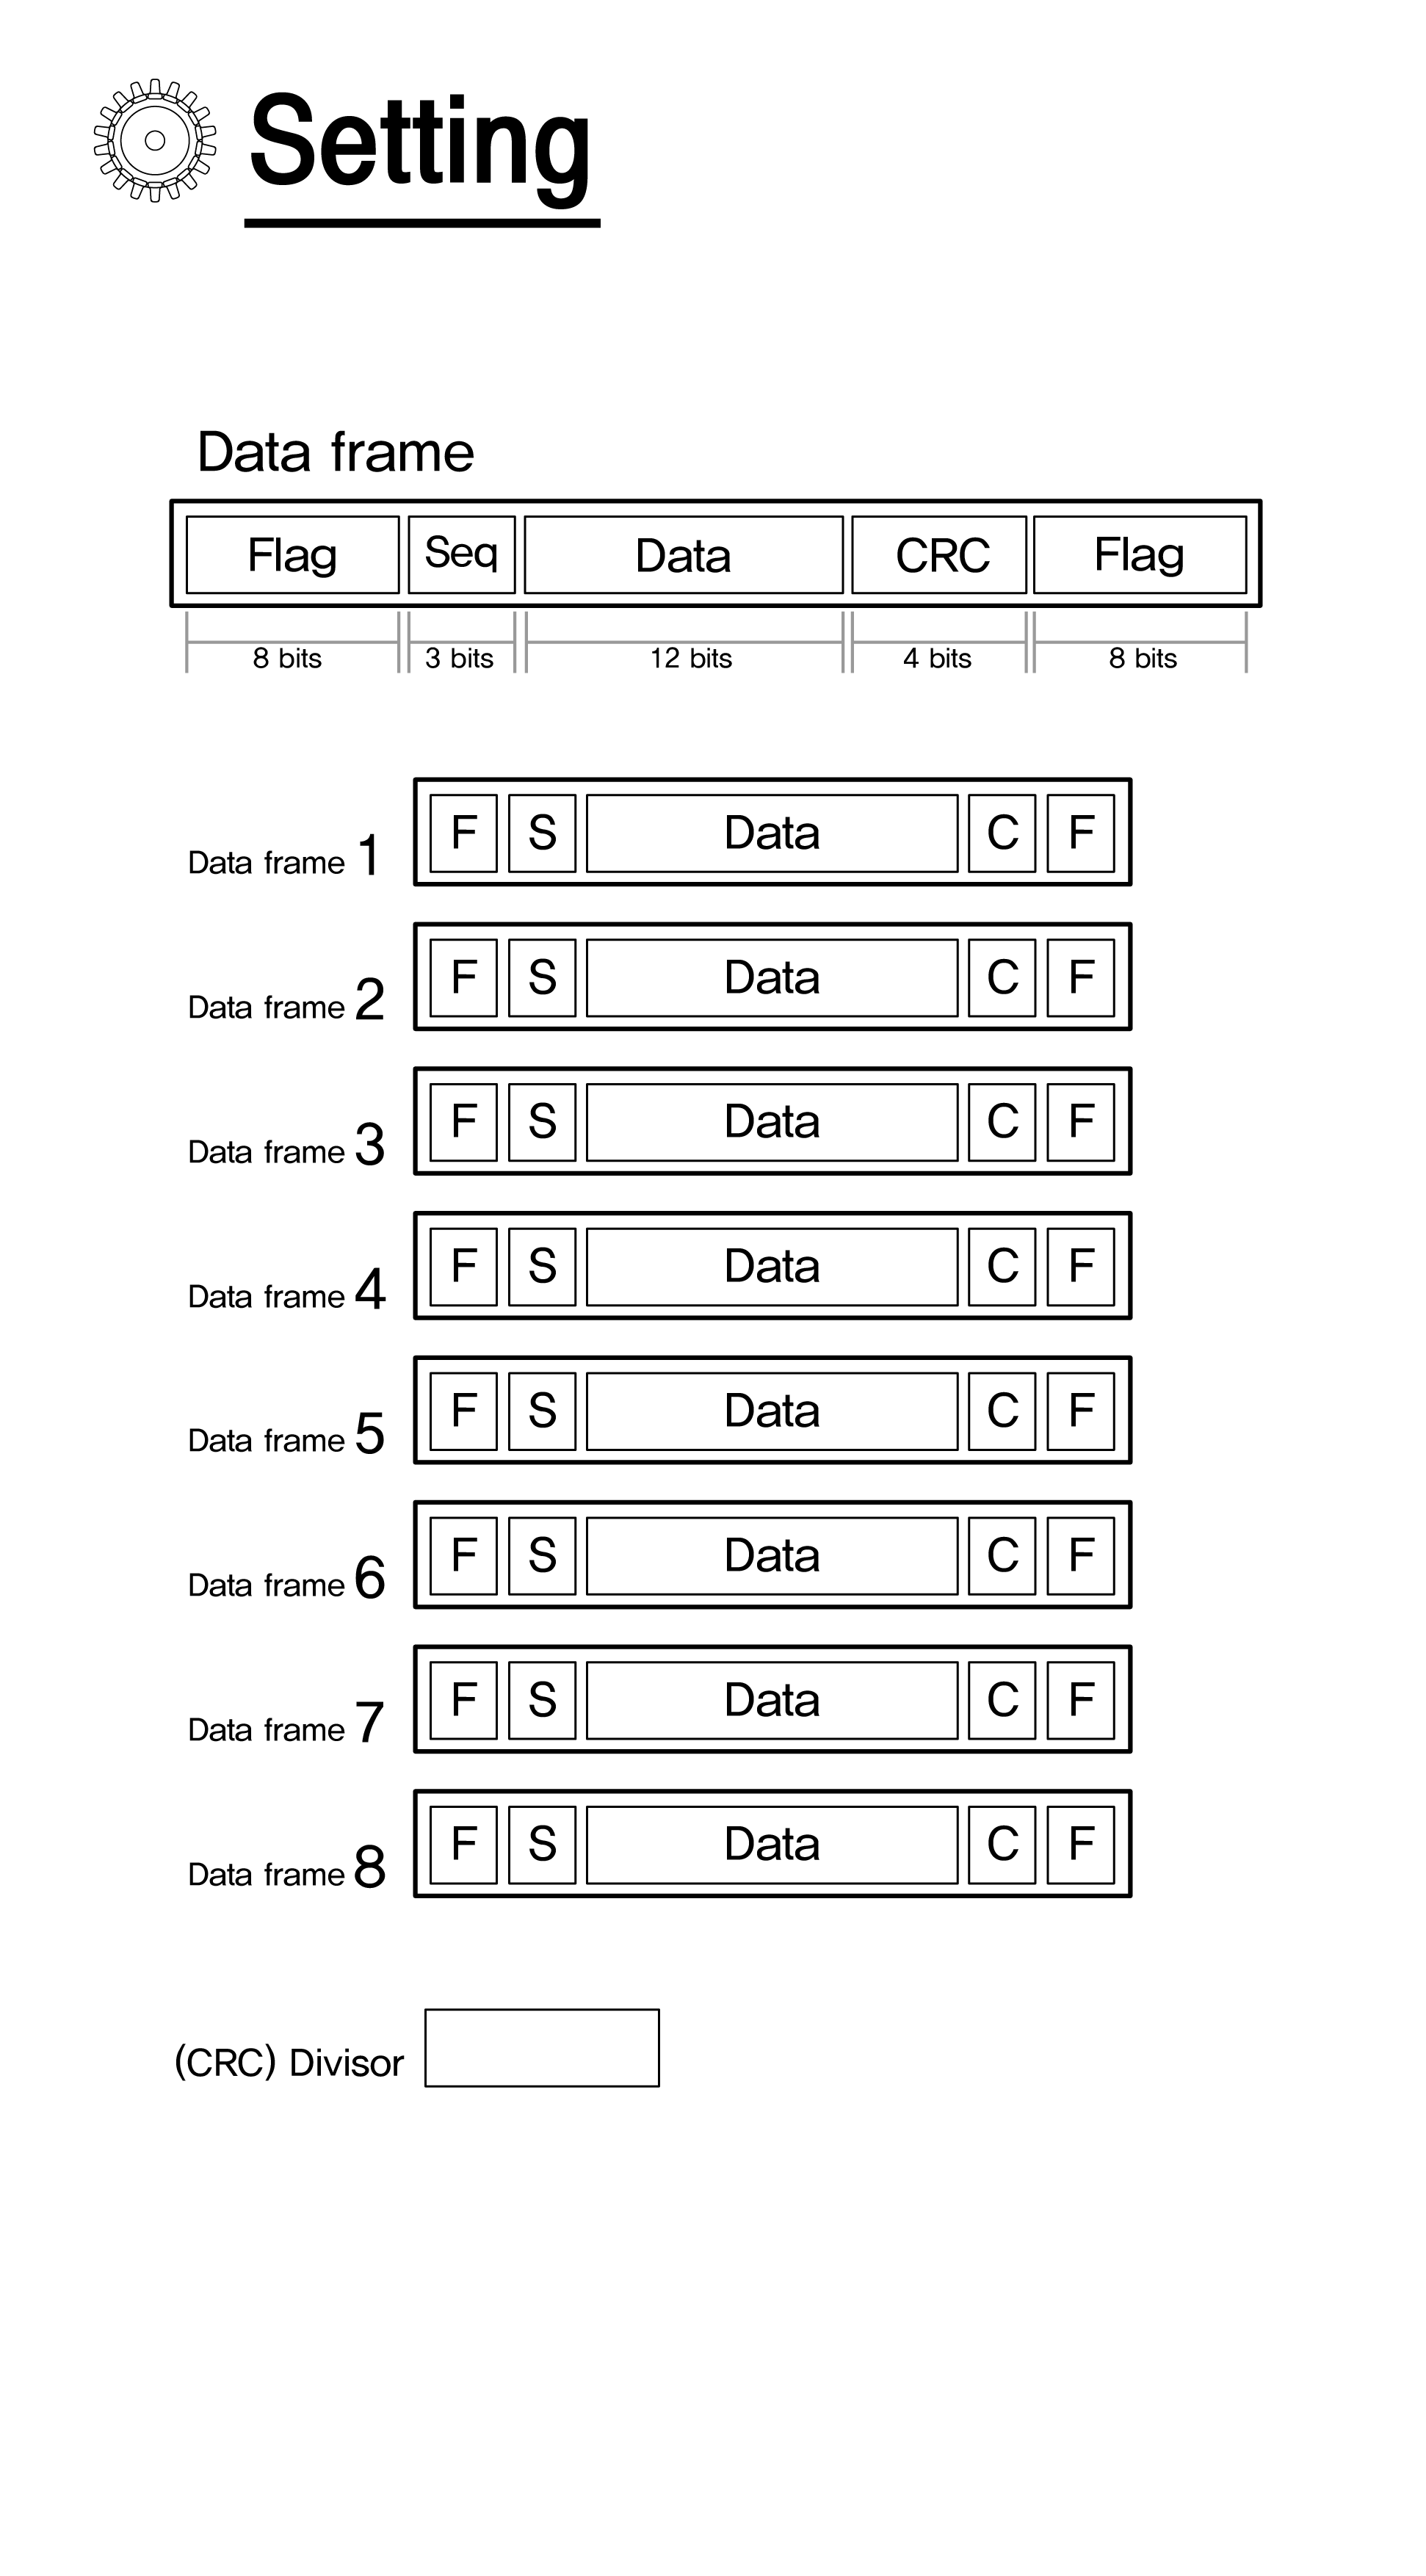 Setting
Data frame
Flag Seq Data CRC Flag
8 bits 3 bits 12 bits 4 bits 8 bits
Data frame 1 F S Data C F
Data frame 2 F S Data C F
Data frame 3 F S Data C F
Data frame 4 F S Data C F
Data frame 5 F S Data C F
Data frame 6 F S Data C F
Data frame 7 F S Data C F
Data frame 8 F S Data C F
(CRC) Divisor